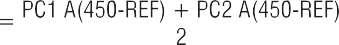 = PC1 A(450-REF) + PC2 A(450-REF)
2